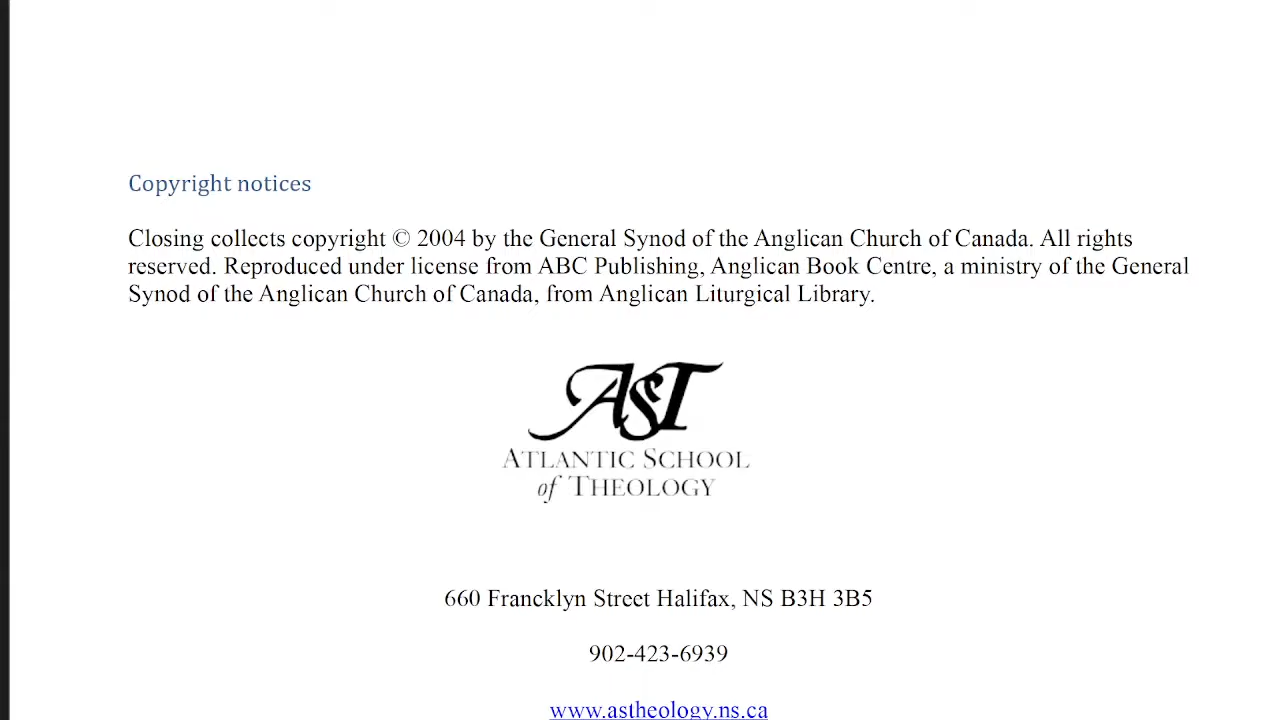 Copyright notices
Closing collects copyright © 2004 by the General Synod of the Anglican Church of Canada. All rights
reserved. Reproduced under license from ABC Publishing, Anglican Book Centre, a ministry of the General
Synod of the Anglican Church of Canada, from Anglican Liturgical Library.
AST
ATLANTIC SCHOOL
of THEOLOGY
660 Francklyn Street Halifax, NS B3H 3B5
902-423-6939
www.astheology.ns.ca